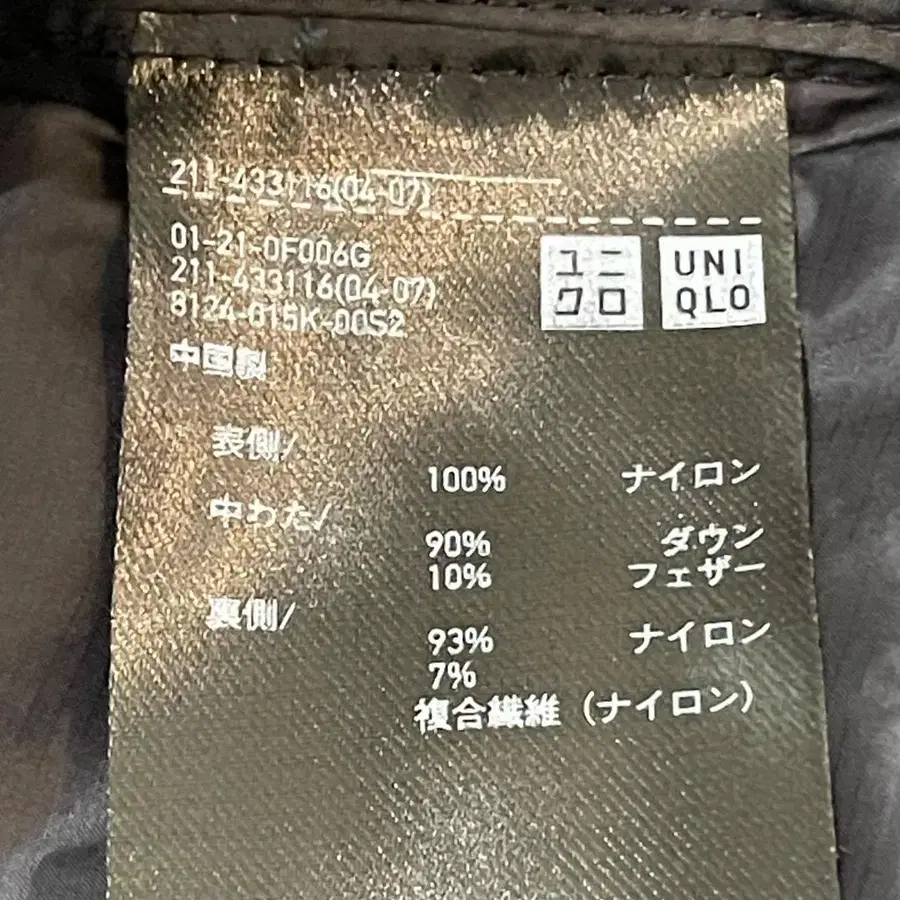 211-433116(04-07)
01-21-0F006G
211-433116(04-07)
8124-015K-00S2
中国製
ユニ
クロ
UNI
QLO
表側/
100% ナイロン
中わた/
90% ダウン
10% フェザー
裏側/
93% ナイロン
7%
複合繊維（ナイロン）